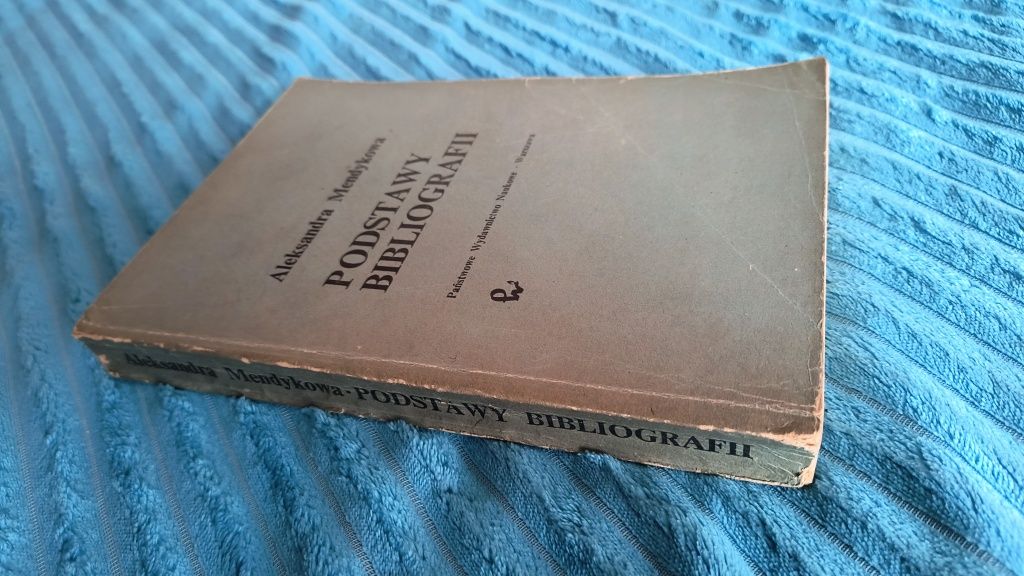 Aleksandra Mendykowa
PODSTAWY
BIBLIOGRAFII
Państwowe Wydawnictwo Naukowe - Warszawa
Aleksandra Mendykowa-PODSTAWY BIBLIOGRAFII